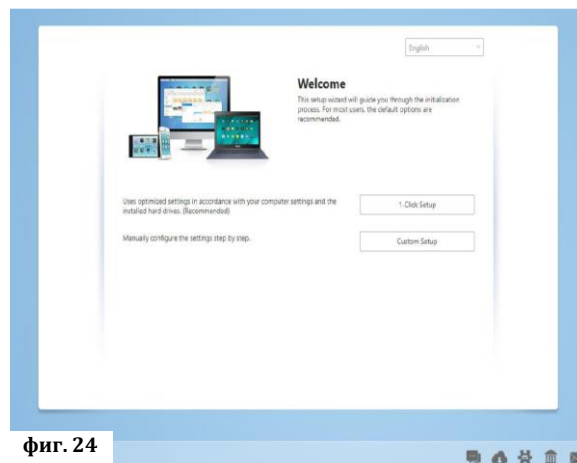 English
Welcome
This setup wizard will guide you through the initialization
process. For most users, the default options are
recommended.
Uses optimized settings in accordance with your computer settings and the
installed hard drives. (Recommended)
1-Click Setup
Manually configure the settings step by step.
Custom Setup
фиг. 24